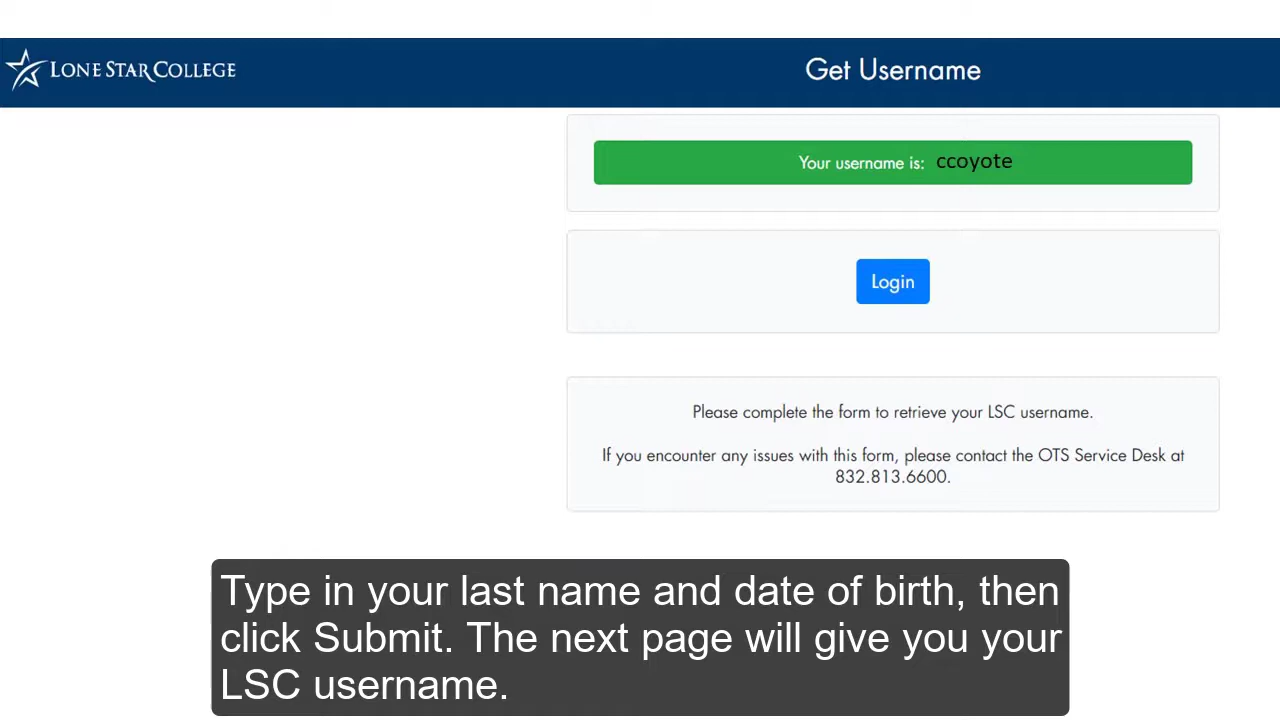 LONE STAR COLLEGE
Get Username
Your username is: ccoyote
Login
Please complete the form to retrieve your LSC username.
If you encounter any issues with this form, please contact the OTS Service Desk at
832.813.6600.
Type in your last name and date of birth, then
click Submit. The next page will give you your
LSC username.